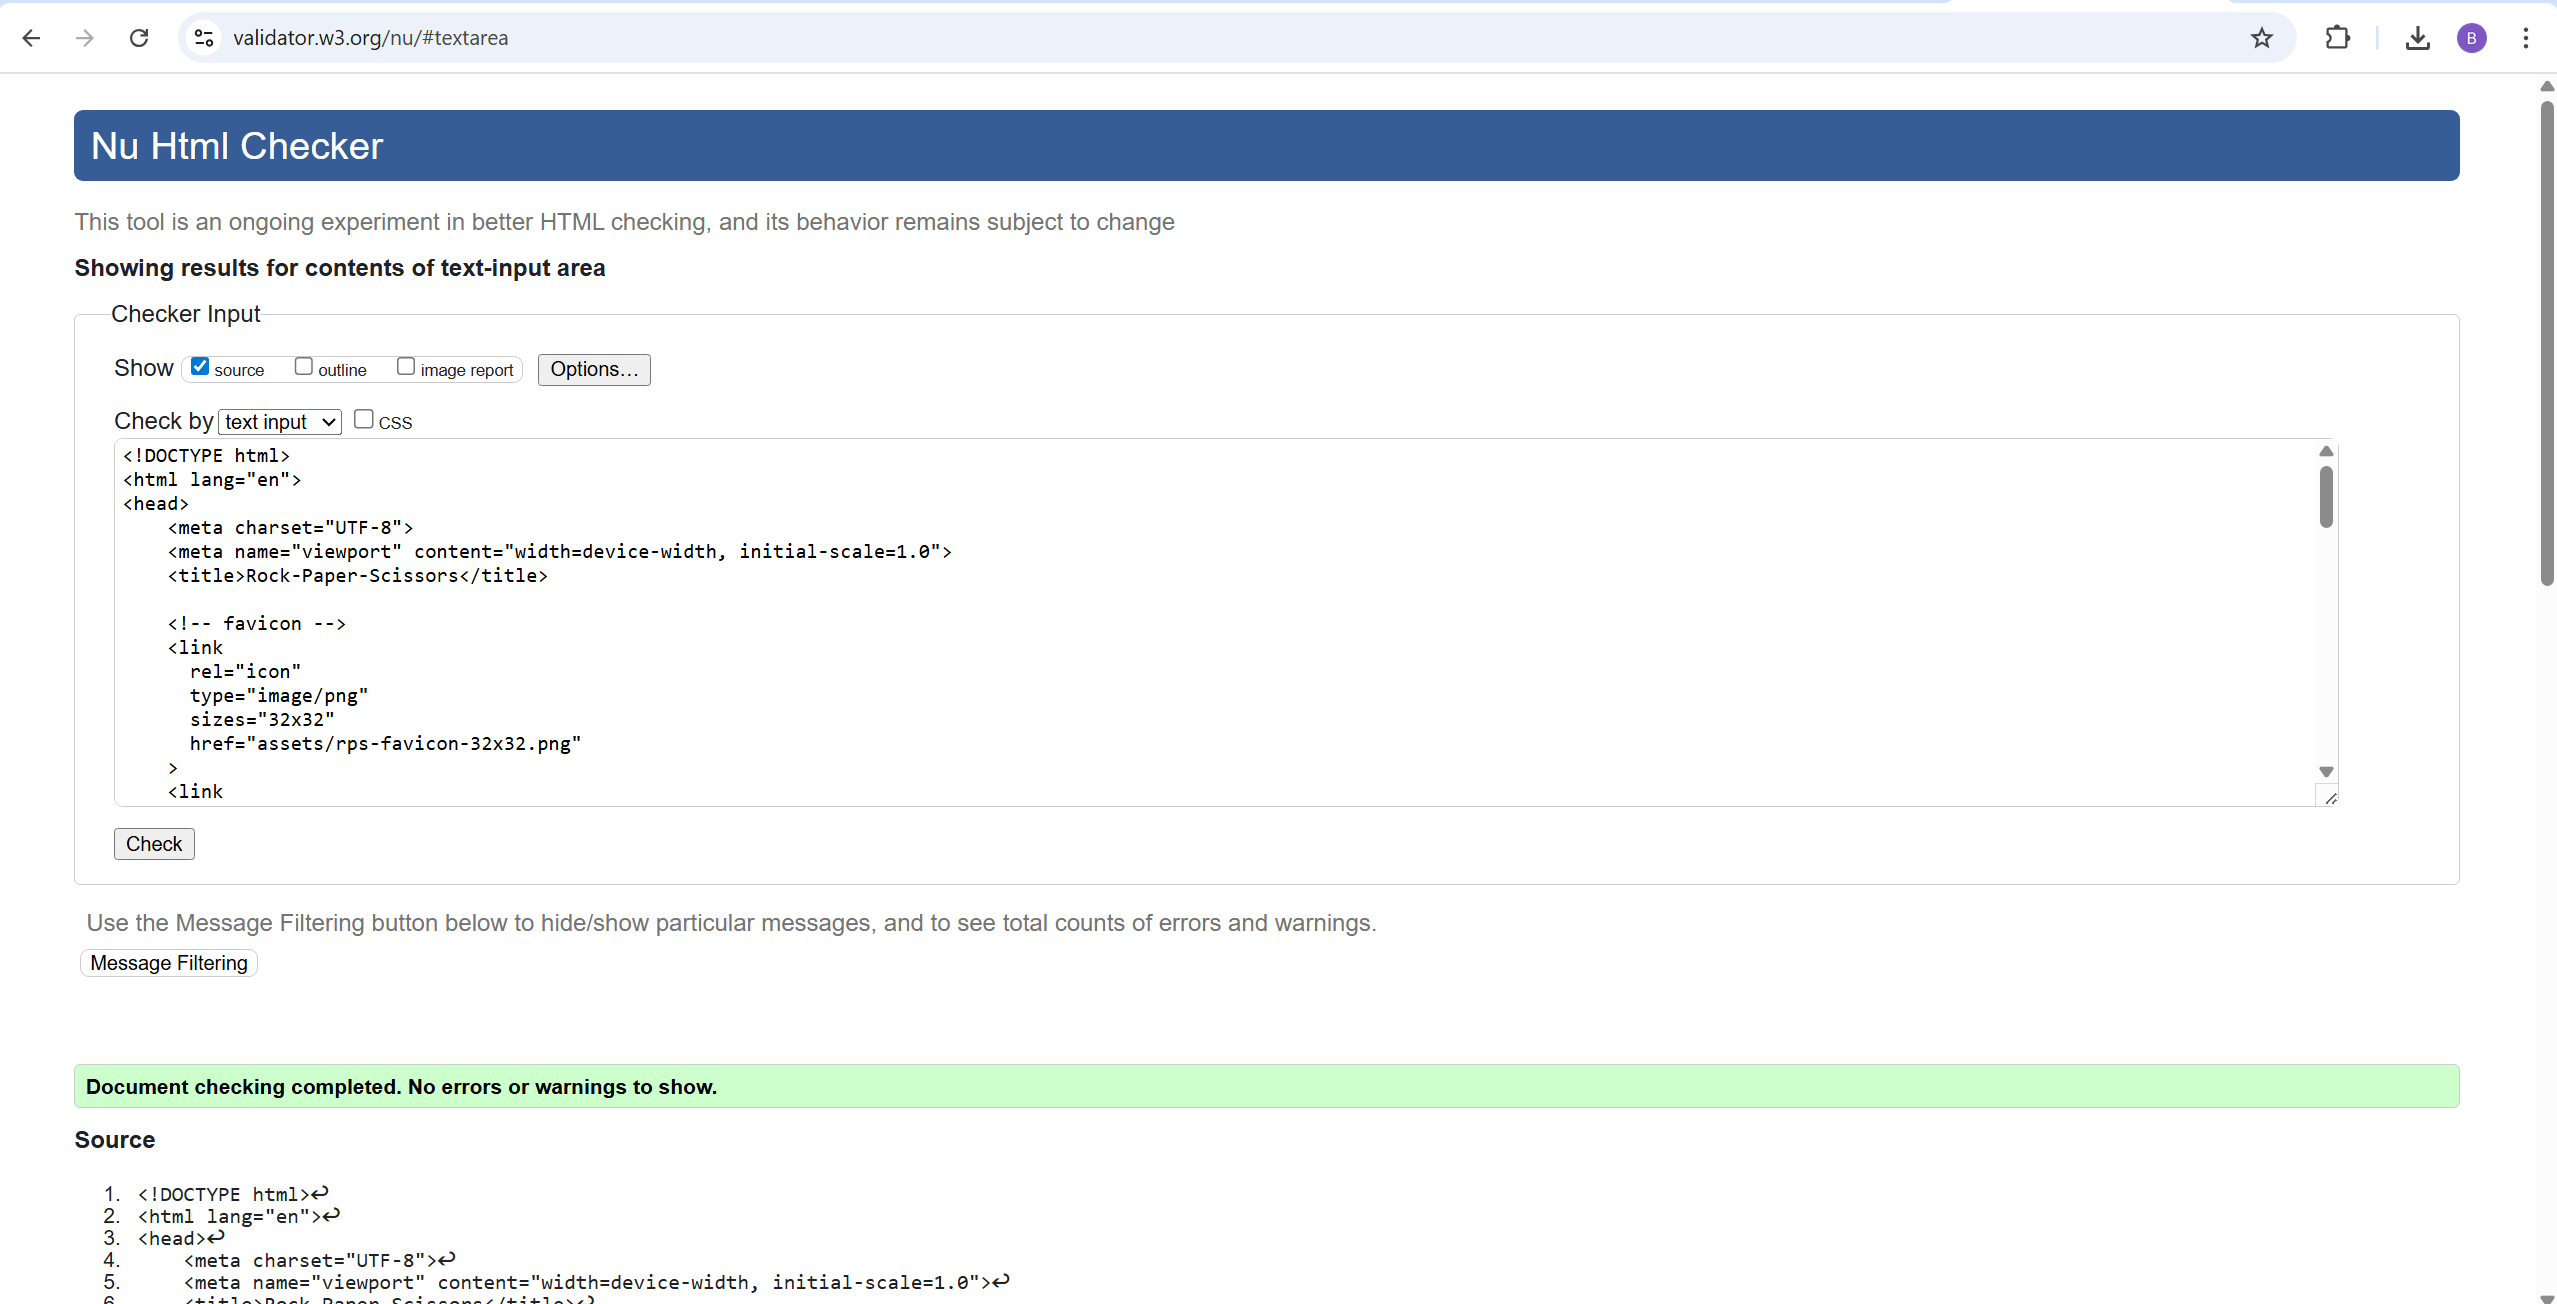 validator.w3.org/nu/#textarea
B
Nu Html Checker
This tool is an ongoing experiment in better HTML checking, and its behavior remains subject to change
Showing results for contents of text-input area
Checker Input
Show source outline image report Options...
Check by text input CSS
<!DOCTYPE html>
<html lang="en">
<head>
    <meta charset="UTF-8">
    <meta name="viewport" content="width=device-width, initial-scale=1.0">
    <title>Rock-Paper-Scissors</title>
    <!-- favicon -->
    <link
      rel="icon"
      type="image/png"
      sizes="32x32"
      href="assets/rps-favicon-32x32.png"
    >
    <link
Check
Use the Message Filtering button below to hide/show particular messages, and to see total counts of errors and warnings.
Message Filtering
Document checking completed. No errors or warnings to show.
Source
1. <!DOCTYPE html>↩
2. <html lang="en">↩
3. <head>↩
4.     <meta charset="UTF-8">↩
5.     <meta name="viewport" content="width=device-width, initial-scale=1.0">↩
6.     <title>Rock-Paper-Scissors</title>↩